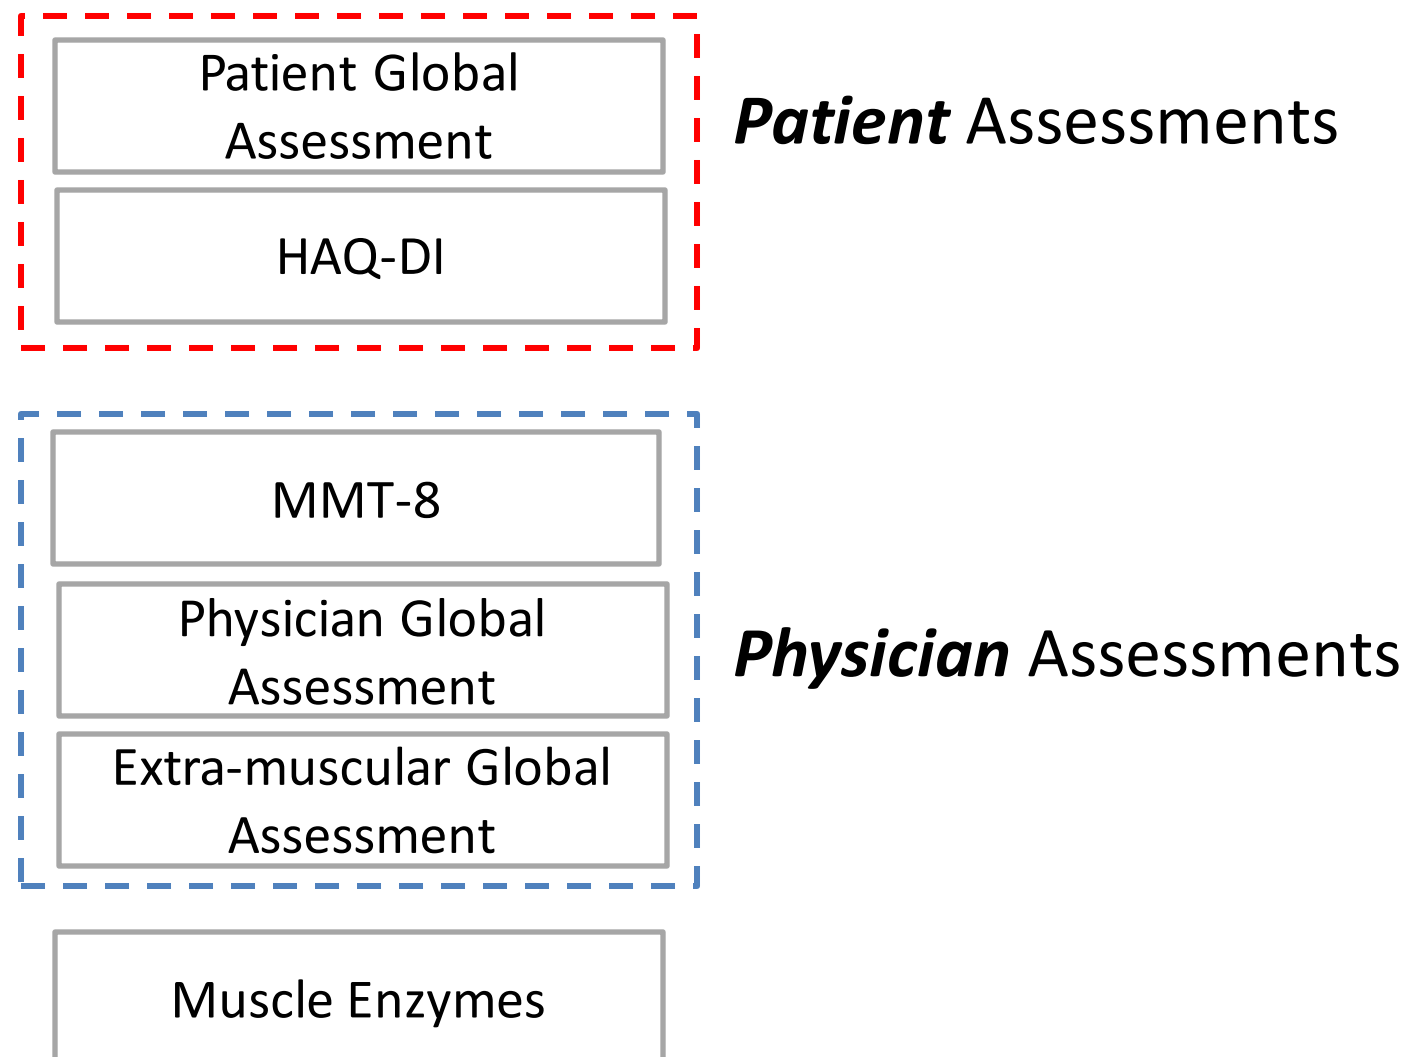 Patient Global
Assessment
Patient Assessments
HAQ-DI
MMT-8
Physician Global
Assessment
Physician Assessments
Extra-muscular Global
Assessment
Muscle Enzymes